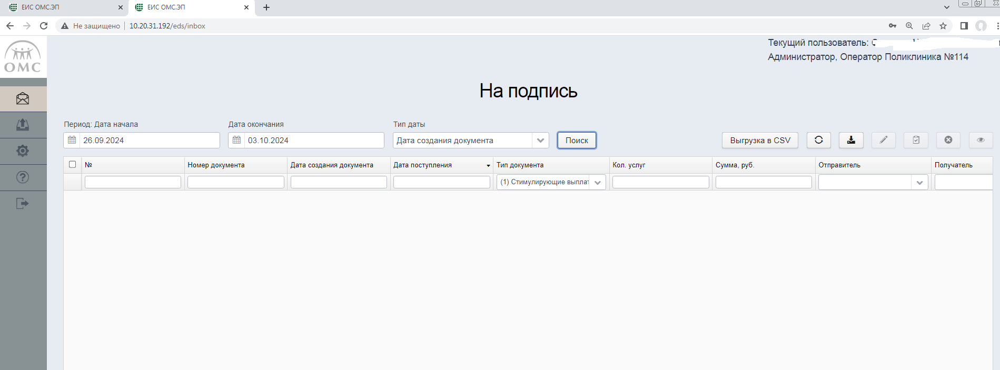 ЕИС ОМС.ЭП
ЕИС ОМС.ЭП
Не защищено
10.20.31.192/eds/inbox
ОМС
Текущий пользователь:
Администратор, Оператор Поликлиника №114
На подпись
Период: Дата начала
Дата окончания
Тип даты
26.09.2024
03.10.2024
Дата создания документа
Поиск
Выгрузка в CSV
№
Номер документа
Дата создания документа
Дата поступления
Тип документа
Кол. услуг
Сумма, руб.
Отправитель
Получатель
(1) Стимулирующие выплат